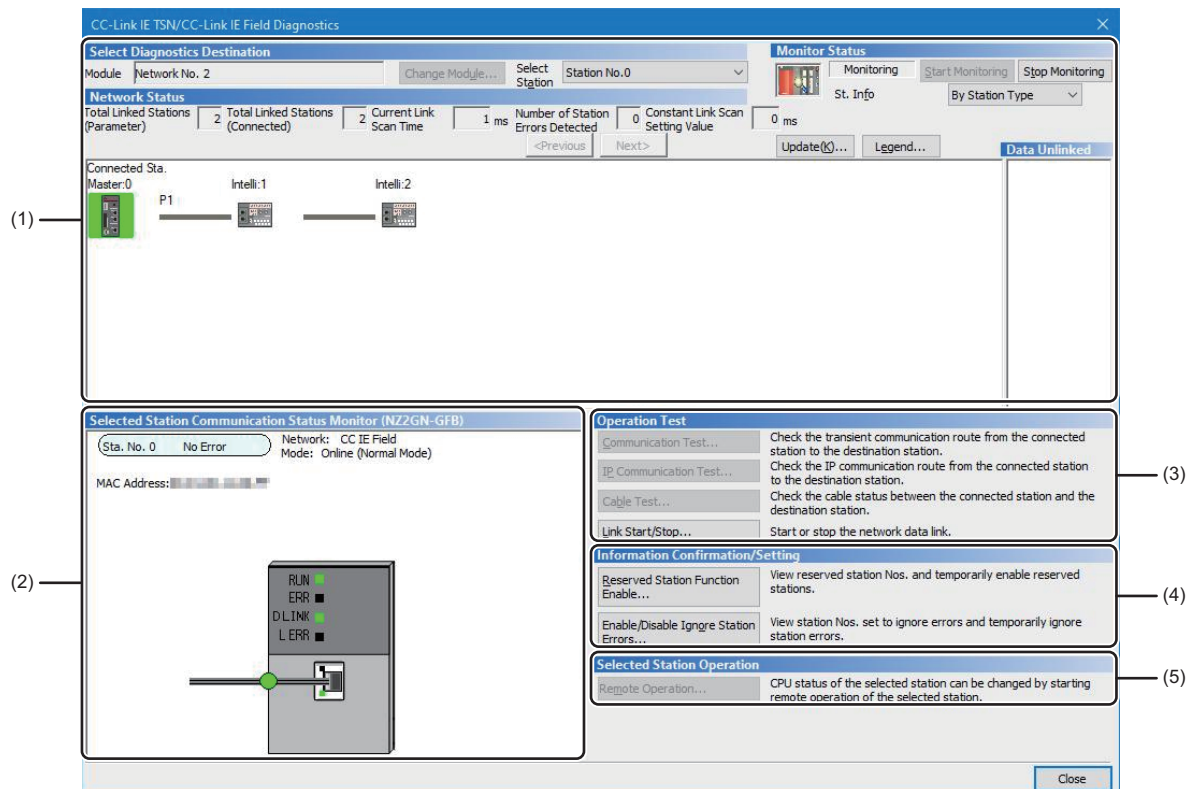 CC-Link IE TSN/CC-Link IE Field Diagnostics
Select Diagnostics Destination
Module Network No. 2 Change Module... Select Station Station No.0
Monitor Status
Monitoring Start Monitoring Stop Monitoring
St. Info By Station Type
Network Status
Total Linked Stations (Parameter) 2 Total Linked Stations (Connected) 2 Current Link Scan Time 1 ms Number of Station Errors Detected 0 Constant Link Scan Setting Value 0 ms
<Previous Next> Update(K)... Legend...
Data Unlinked
Connected Sta.
Master:0 Intelli:1 Intelli:2
P1
(1)
Selected Station Communication Status Monitor (NZ2GN-GFB)
Sta. No. 0 No Error
Network: CC IE Field
Mode: Online (Normal Mode)
MAC Address:
RUN
ERR
D LINK
L ERR
(2)
Operation Test
Communication Test... Check the transient communication route from the connected
station to the destination station.
IP Communication Test... Check the IP communication route from the connected station
to the destination station.
Cable Test... Check the cable status between the connected station and the
destination station.
Link Start/Stop... Start or stop the network data link.
(3)
Information Confirmation/Setting
Reserved Station Function Enable... View reserved station Nos. and temporarily enable reserved
stations.
Enable/Disable Ignore Station Errors... View station Nos. set to ignore errors and temporarily ignore
station errors.
(4)
Selected Station Operation
Remote Operation... CPU status of the selected station can be changed by starting
remote operation of the selected station.
(5)
Close